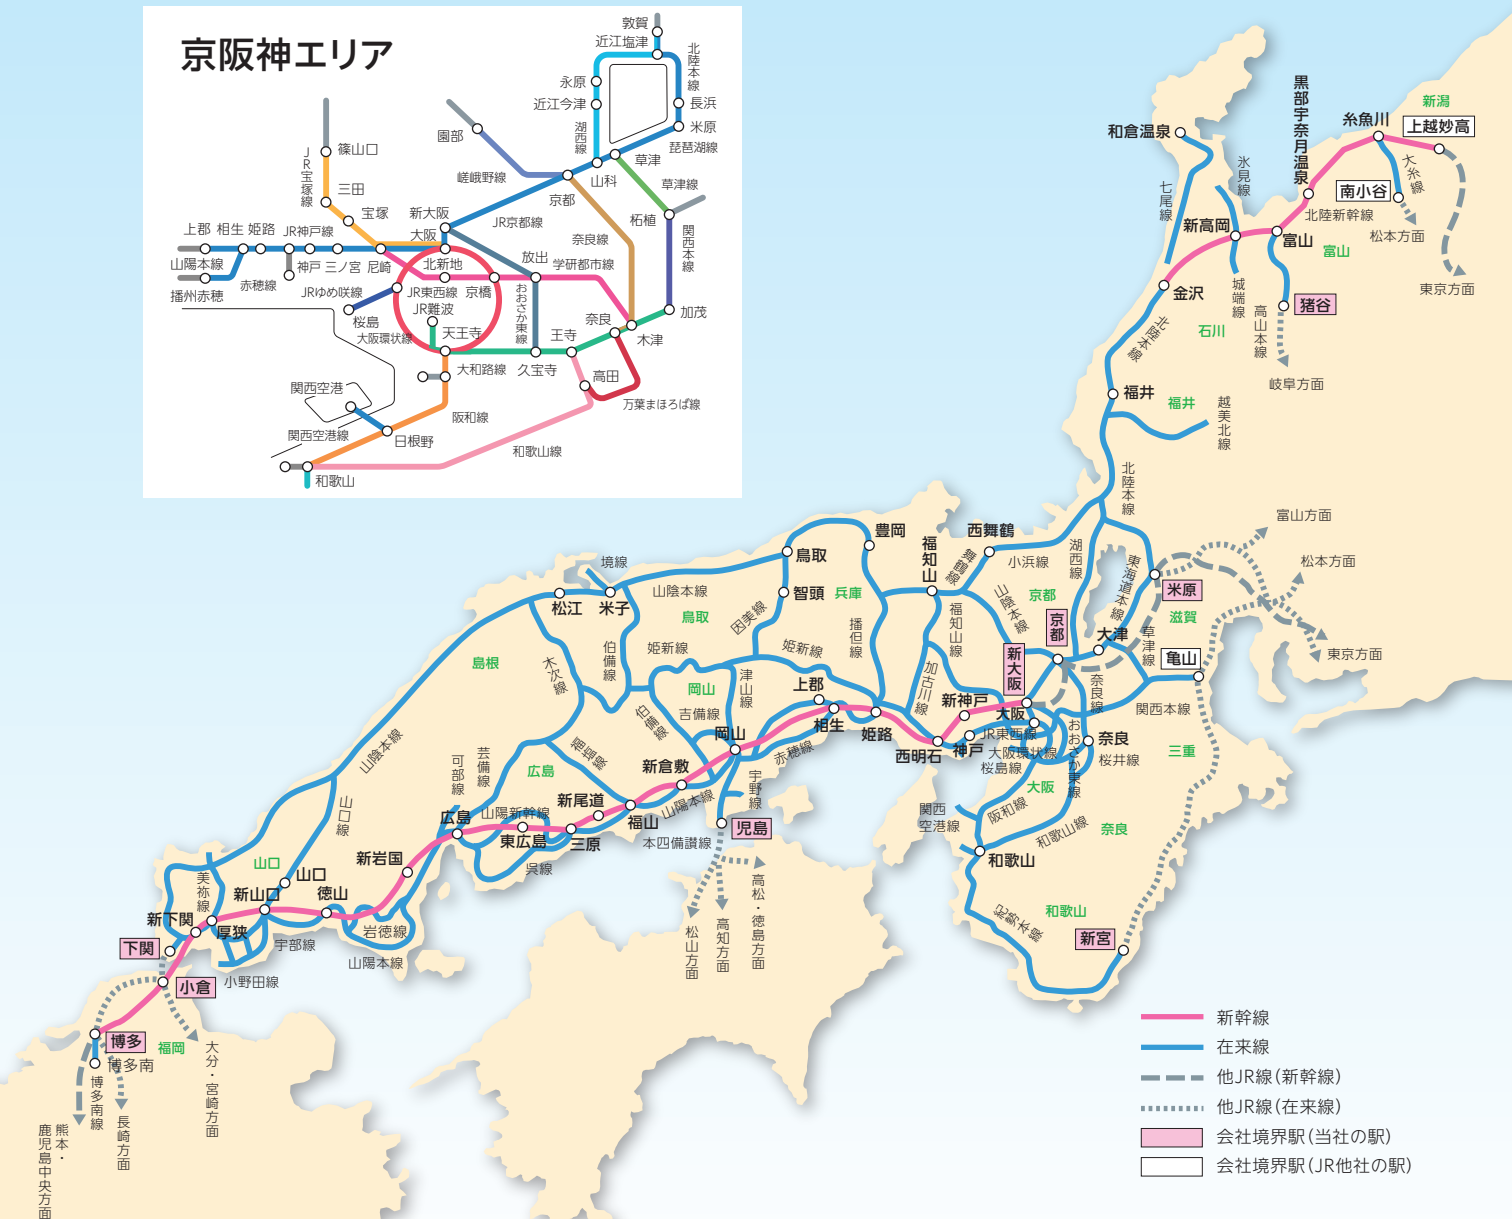 京阪神エリア
敦賀
近江塩津
北陸本線
永原
近江今津
長浜
湖西線
米原
園部
琵琶湖線
JR宝塚線
篠山口
草津
嵯峨野線
山科
草津線
三田
京都
宝塚
新大阪
柘植
上郡
相生
姫路
JR神戸線
大阪
JR京都線
奈良線
関西本線
山陽本線
神戸
三ノ宮
尼崎
北新地
放出
学研都市線
播州赤穂
赤穂線
JRゆめ咲線
JR東西線
京橋
おおさか東線
桜島
JR難波
奈良
加茂
大阪環状線
天王寺
王寺
木津
大和路線
久宝寺
高田
関西空港
阪和線
万葉まほろば線
関西空港線
日根野
和歌山線
和歌山
新潟
黒部宇奈月温泉
糸魚川
上越妙高
和倉温泉
氷見線
大糸線
七尾線
南小谷
北陸新幹線
新高岡
富山
富山
松本方面
東京方面
金沢
城端線
猪谷
高山本線
北陸本線
石川
岐阜方面
福井
福井
越美北線
北陸本線
富山方面
松本方面
東京方面
豊岡
西舞鶴
福知山
鳥取
舞鶴線
小浜線
湖西線
東海道本線
境線
山陰本線
智頭
兵庫
京都
米原
松江
米子
鳥取
因美線
播但線
福知山線
山陰本線
京都
大津
草津線
滋賀
亀山
島根
木次線
伯備線
姫新線
姫新線
新大阪
岡山
津山線
上郡
加古川線
新神戸
奈良線
関西本線
伯備線
吉備線
岡山
相生
姫路
西明石
神戸
大阪
JR東西線
大阪環状線
桜島線
おおさか東線
奈良
桜井線
三重
山陰本線
可部線
芸備線
福塩線
広島
新倉敷
赤穂線
宇野線
大阪
新尾道
山陽本線
関西
空港線
阪和線
和歌山線
奈良
山口線
広島
山陽新幹線
東広島
三原
福山
児島
本四備讃線
呉線
和歌山
新岩国
山口
山口
徳山
美祢線
新山口
新下関
厚狭
岩徳線
宇部線
山陽本線
下関
小野田線
小倉
高松・徳島方面
高知方面
松山方面
紀勢本線
和歌山
新宮
博多
福岡
博多南
博多南線
大分・宮崎方面
長崎方面
熊本・
鹿児島中央方面
新幹線
在来線
他JR線（新幹線）
他JR線（在来線）
会社境界駅（当社の駅）
会社境界駅（JR他社の駅）